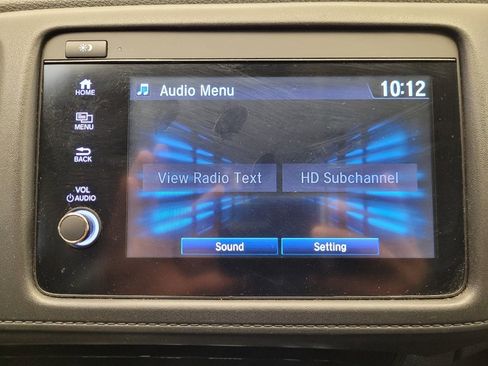 Audio Menu 10:12
HOME
MENU
BACK
VOL
AUDIO
View Radio Text HD Subchannel
Sound Setting